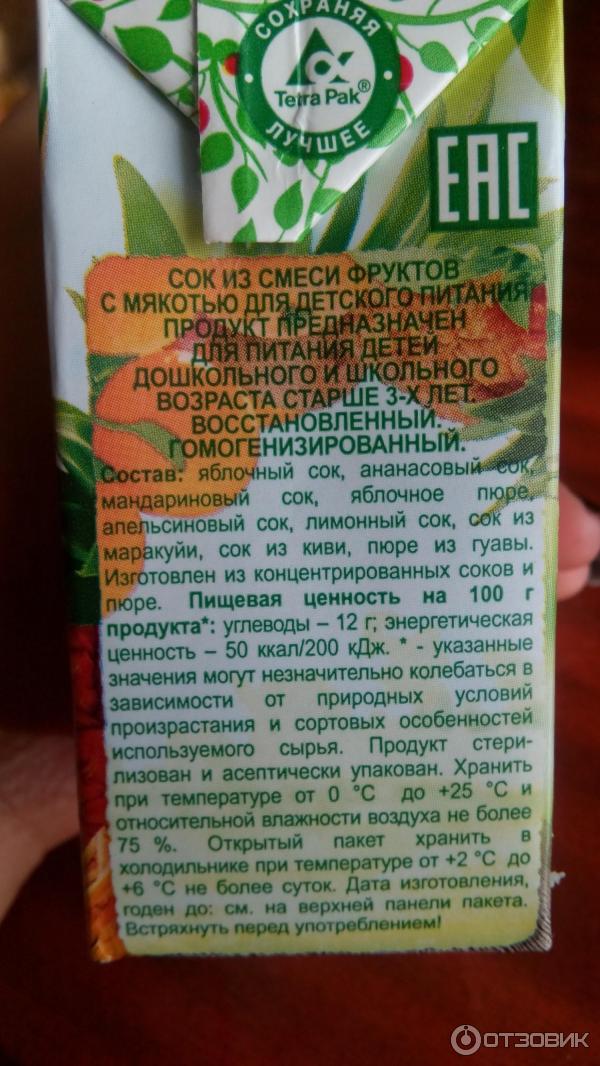 СОХРАНЯЯ
Tetra Pak®
ЛУЧШЕЕ
EAC
СОК ИЗ СМЕСИ ФРУКТОВ
С МЯКОТЬЮ ДЛЯ ДЕТСКОГО ПИТАНИЯ
ПРОДУКТ ПРЕДНАЗНАЧЕН
ДЛЯ ПИТАНИЯ ДЕТЕЙ
ДОШКОЛЬНОГО И ШКОЛЬНОГО
ВОЗРАСТА СТАРШЕ 3-Х ЛЕТ.
ВОССТАНОВЛЕННЫЙ.
ГОМОГЕНИЗИРОВАННЫЙ.
Состав: яблочный сок, ананасовый сок,
мандариновый сок, яблочное пюре,
апельсиновый сок, лимонный сок, сок из
маракуйи, сок из киви, пюре из гуавы.
Изготовлен из концентрированных соков и
пюре. Пищевая ценность на 100 г
продукта*: углеводы – 12 г; энергетическая
ценность – 50 ккал/200 кДж. * - указанные
значения могут незначительно колебаться в
зависимости от природных условий
произрастания и сортовых особенностей
используемого сырья. Продукт стери-
лизован и асептически упакован. Хранить
при температуре от 0 °С до +25 °С и
относительной влажности воздуха не более
75 %. Открытый пакет хранить в
холодильнике при температуре от +2 °С до
+6 °С не более суток. Дата изготовления,
годен до: см. на верхней панели пакета.
Встряхнуть перед употреблением!
ОТЗОВИК